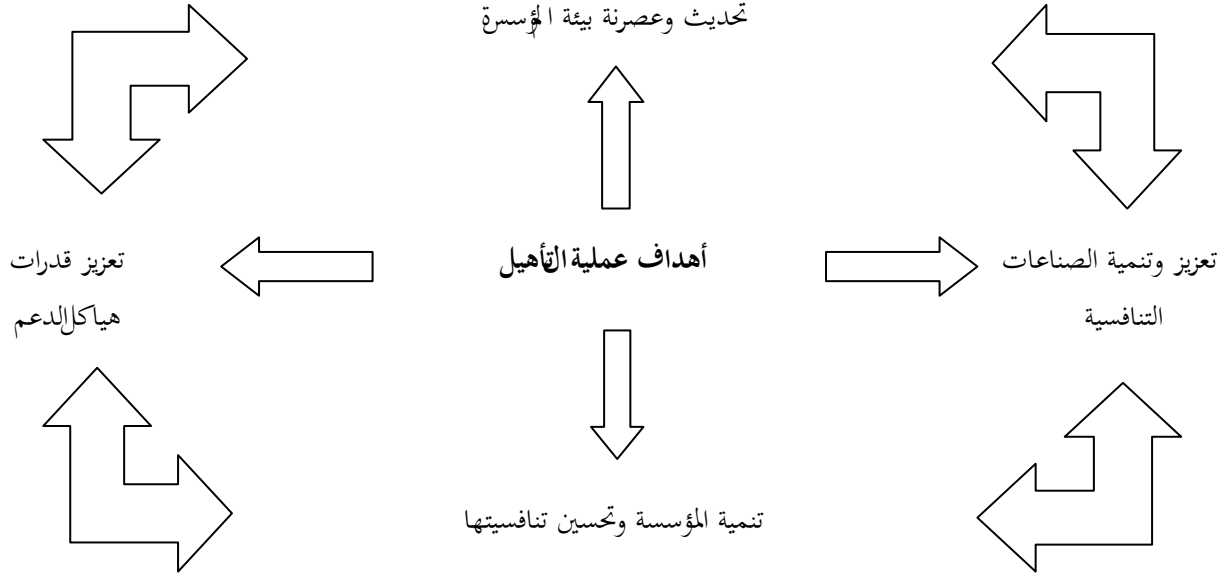 تحديث وعصرنة بيئة المؤسسة
تعزيز وتنمية الصناعات
التنافسية
أهداف عملية التأهيل
تعزيز قدرات
هياكل الدعم
تنمية المؤسسة وتحسين تنافسيتها